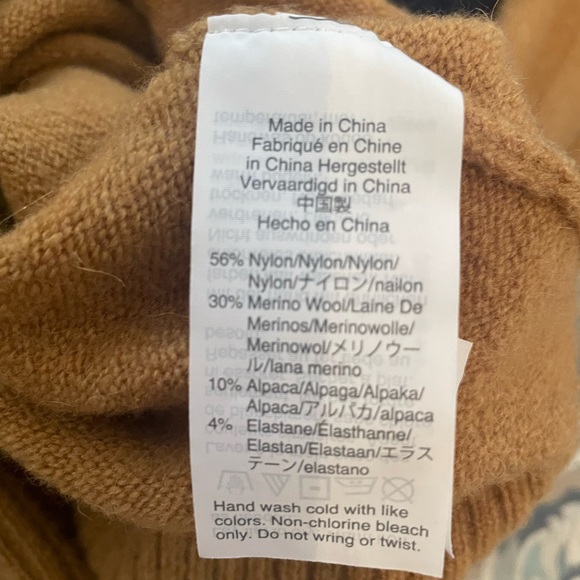 Made in China
Fabriqué en Chine
in China Hergestellt
Vervaardigd in China
中国製
Hecho en China
56% Nylon/Nylon/Nylon/
Nylon/ナイロン/nailon
30% Merino Wool/Laine De
Merinos/Merinowolle/
Merinowol/メリノウー
ル/lana merino
10% Alpaca/Alpaga/Alpaka/
Alpaca/アルパカ/alpaca
4% Elastane/Élasthanne/
Elastan/Elastaan/エラス
テーン/elastano
Hand wash cold with like
colors. Non-chlorine bleach
only. Do not wring or twist.